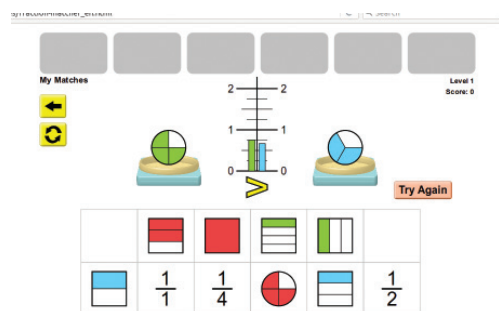 Search
My Matches
Level 1
Score: 0
2 2
1 1
0 0
>
Try Again
1/1
1/4
1/2